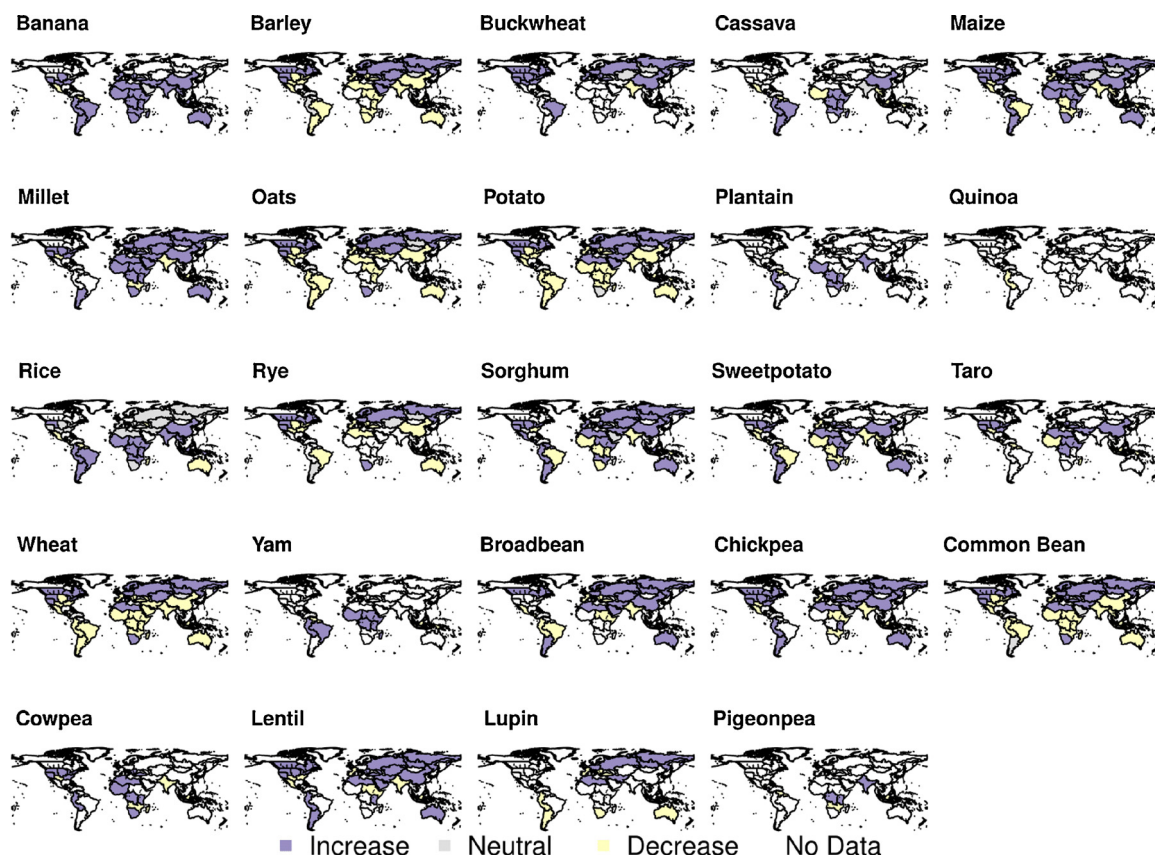 Banana Barley Buckwheat Cassava Maize
Millet Oats Potato Plantain Quinoa
Rice Rye Sorghum Sweetpotato Taro
Wheat Yam Broadbean Chickpea Common Bean
Cowpea Lentil Lupin Pigeonpea
Increase Neutral Decrease No Data